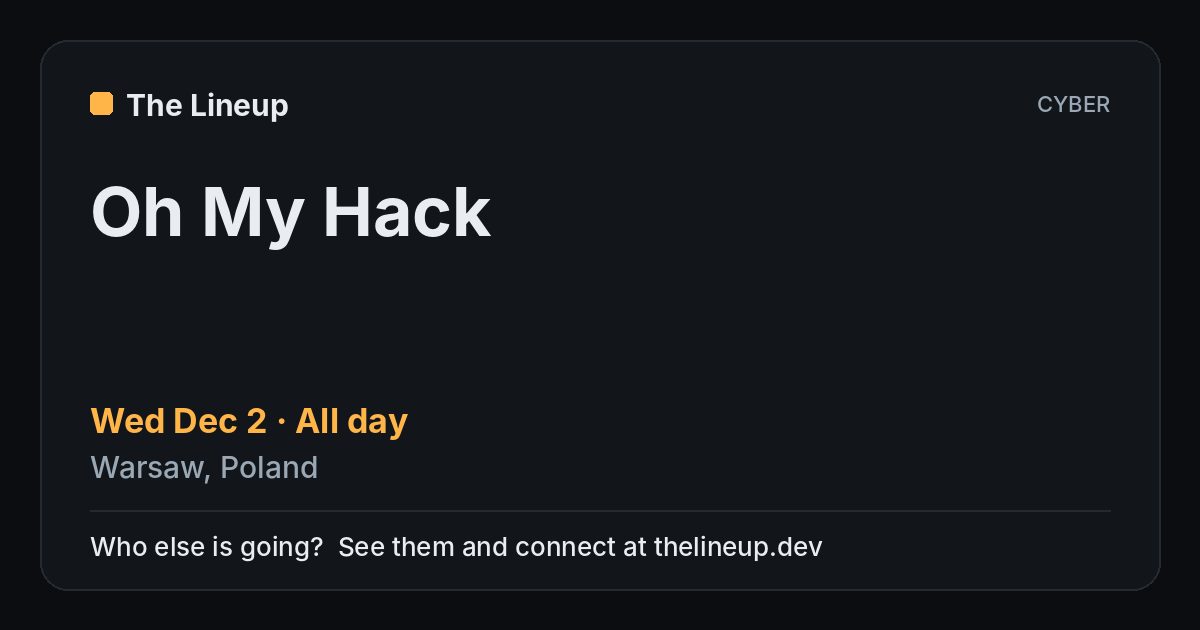 The Lineup
CYBER
Oh My Hack
Wed Dec 2 · All day
Warsaw, Poland
Who else is going? See them and connect at thelineup.dev